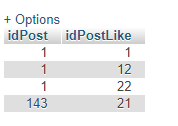 + Options
idPost idPostLike
1 1
1 12
1 22
143 21